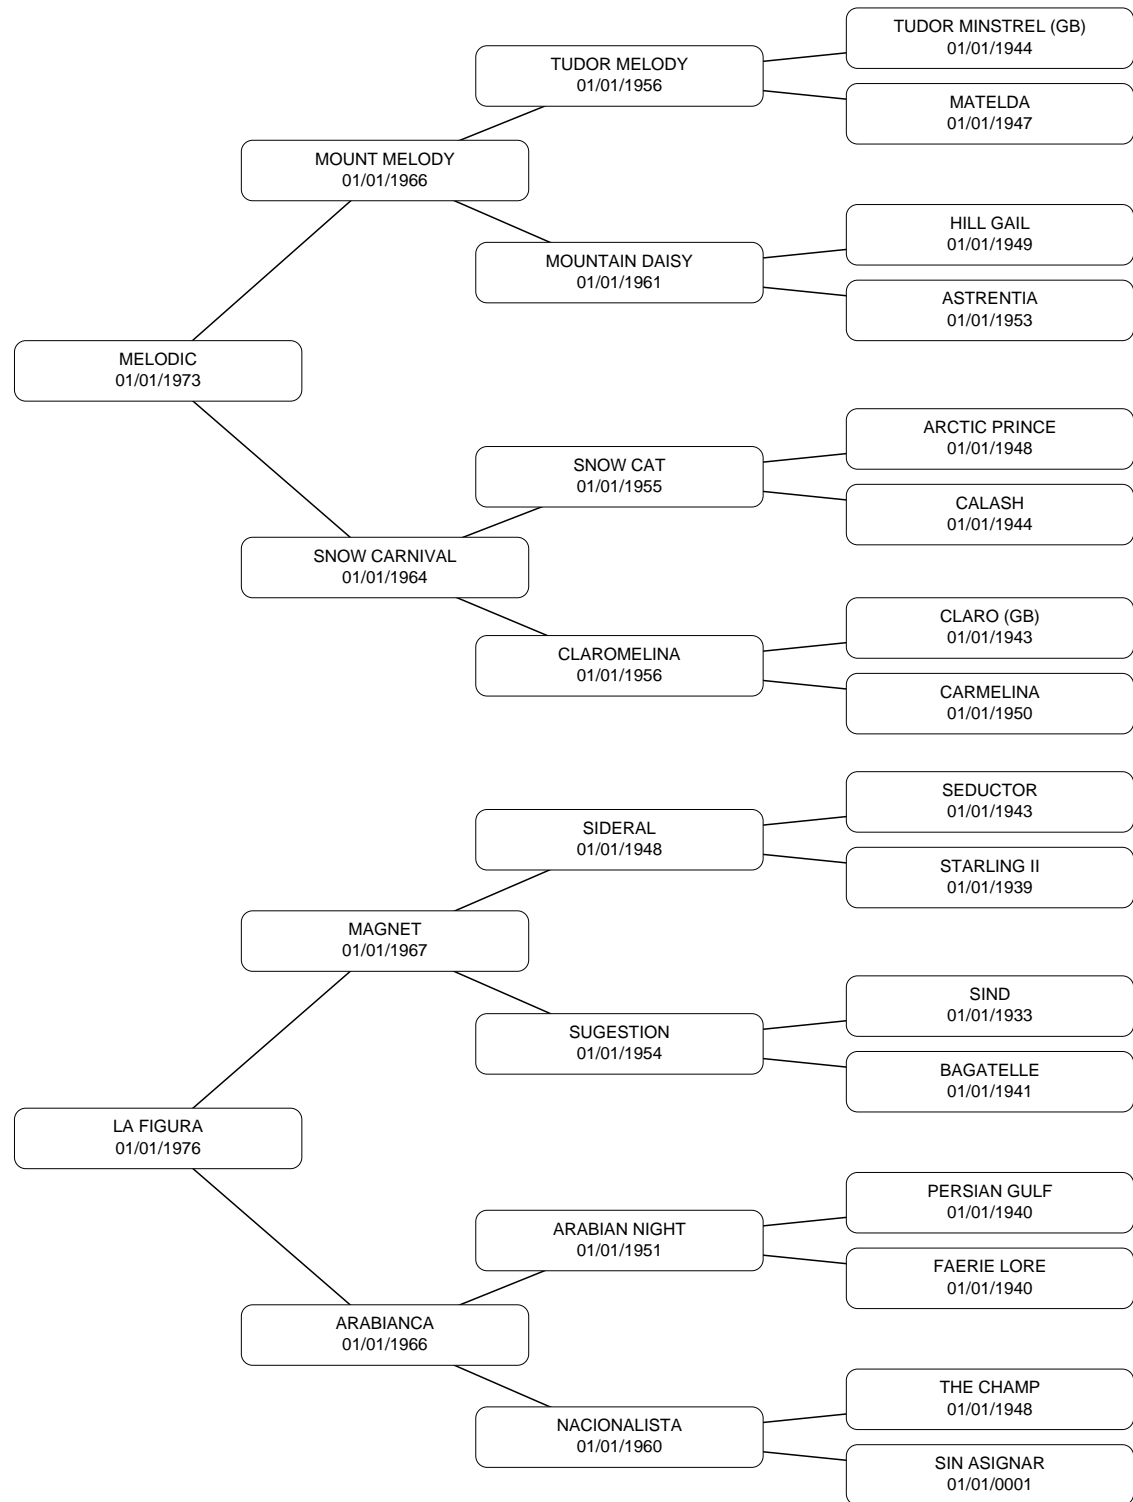 TUDOR MINSTREL (GB)
01/01/1944
TUDOR MELODY
01/01/1956
MATELDA
01/01/1947
MOUNT MELODY
01/01/1966
HILL GAIL
01/01/1949
MOUNTAIN DAISY
01/01/1961
ASTRENTIA
01/01/1953
MELODIC
01/01/1973
ARCTIC PRINCE
01/01/1948
SNOW CAT
01/01/1955
CALASH
01/01/1944
SNOW CARNIVAL
01/01/1964
CLARO (GB)
01/01/1943
CLAROMELINA
01/01/1956
CARMELINA
01/01/1950
SEDUCTOR
01/01/1943
SIDERAL
01/01/1948
STARLING II
01/01/1939
MAGNET
01/01/1967
SIND
01/01/1933
SUGESTION
01/01/1954
BAGATELLE
01/01/1941
LA FIGURA
01/01/1976
PERSIAN GULF
01/01/1940
ARABIAN NIGHT
01/01/1951
FAERIE LORE
01/01/1940
ARABIANCA
01/01/1966
THE CHAMP
01/01/1948
NACIONALISTA
01/01/1960
SIN ASIGNAR
01/01/0001